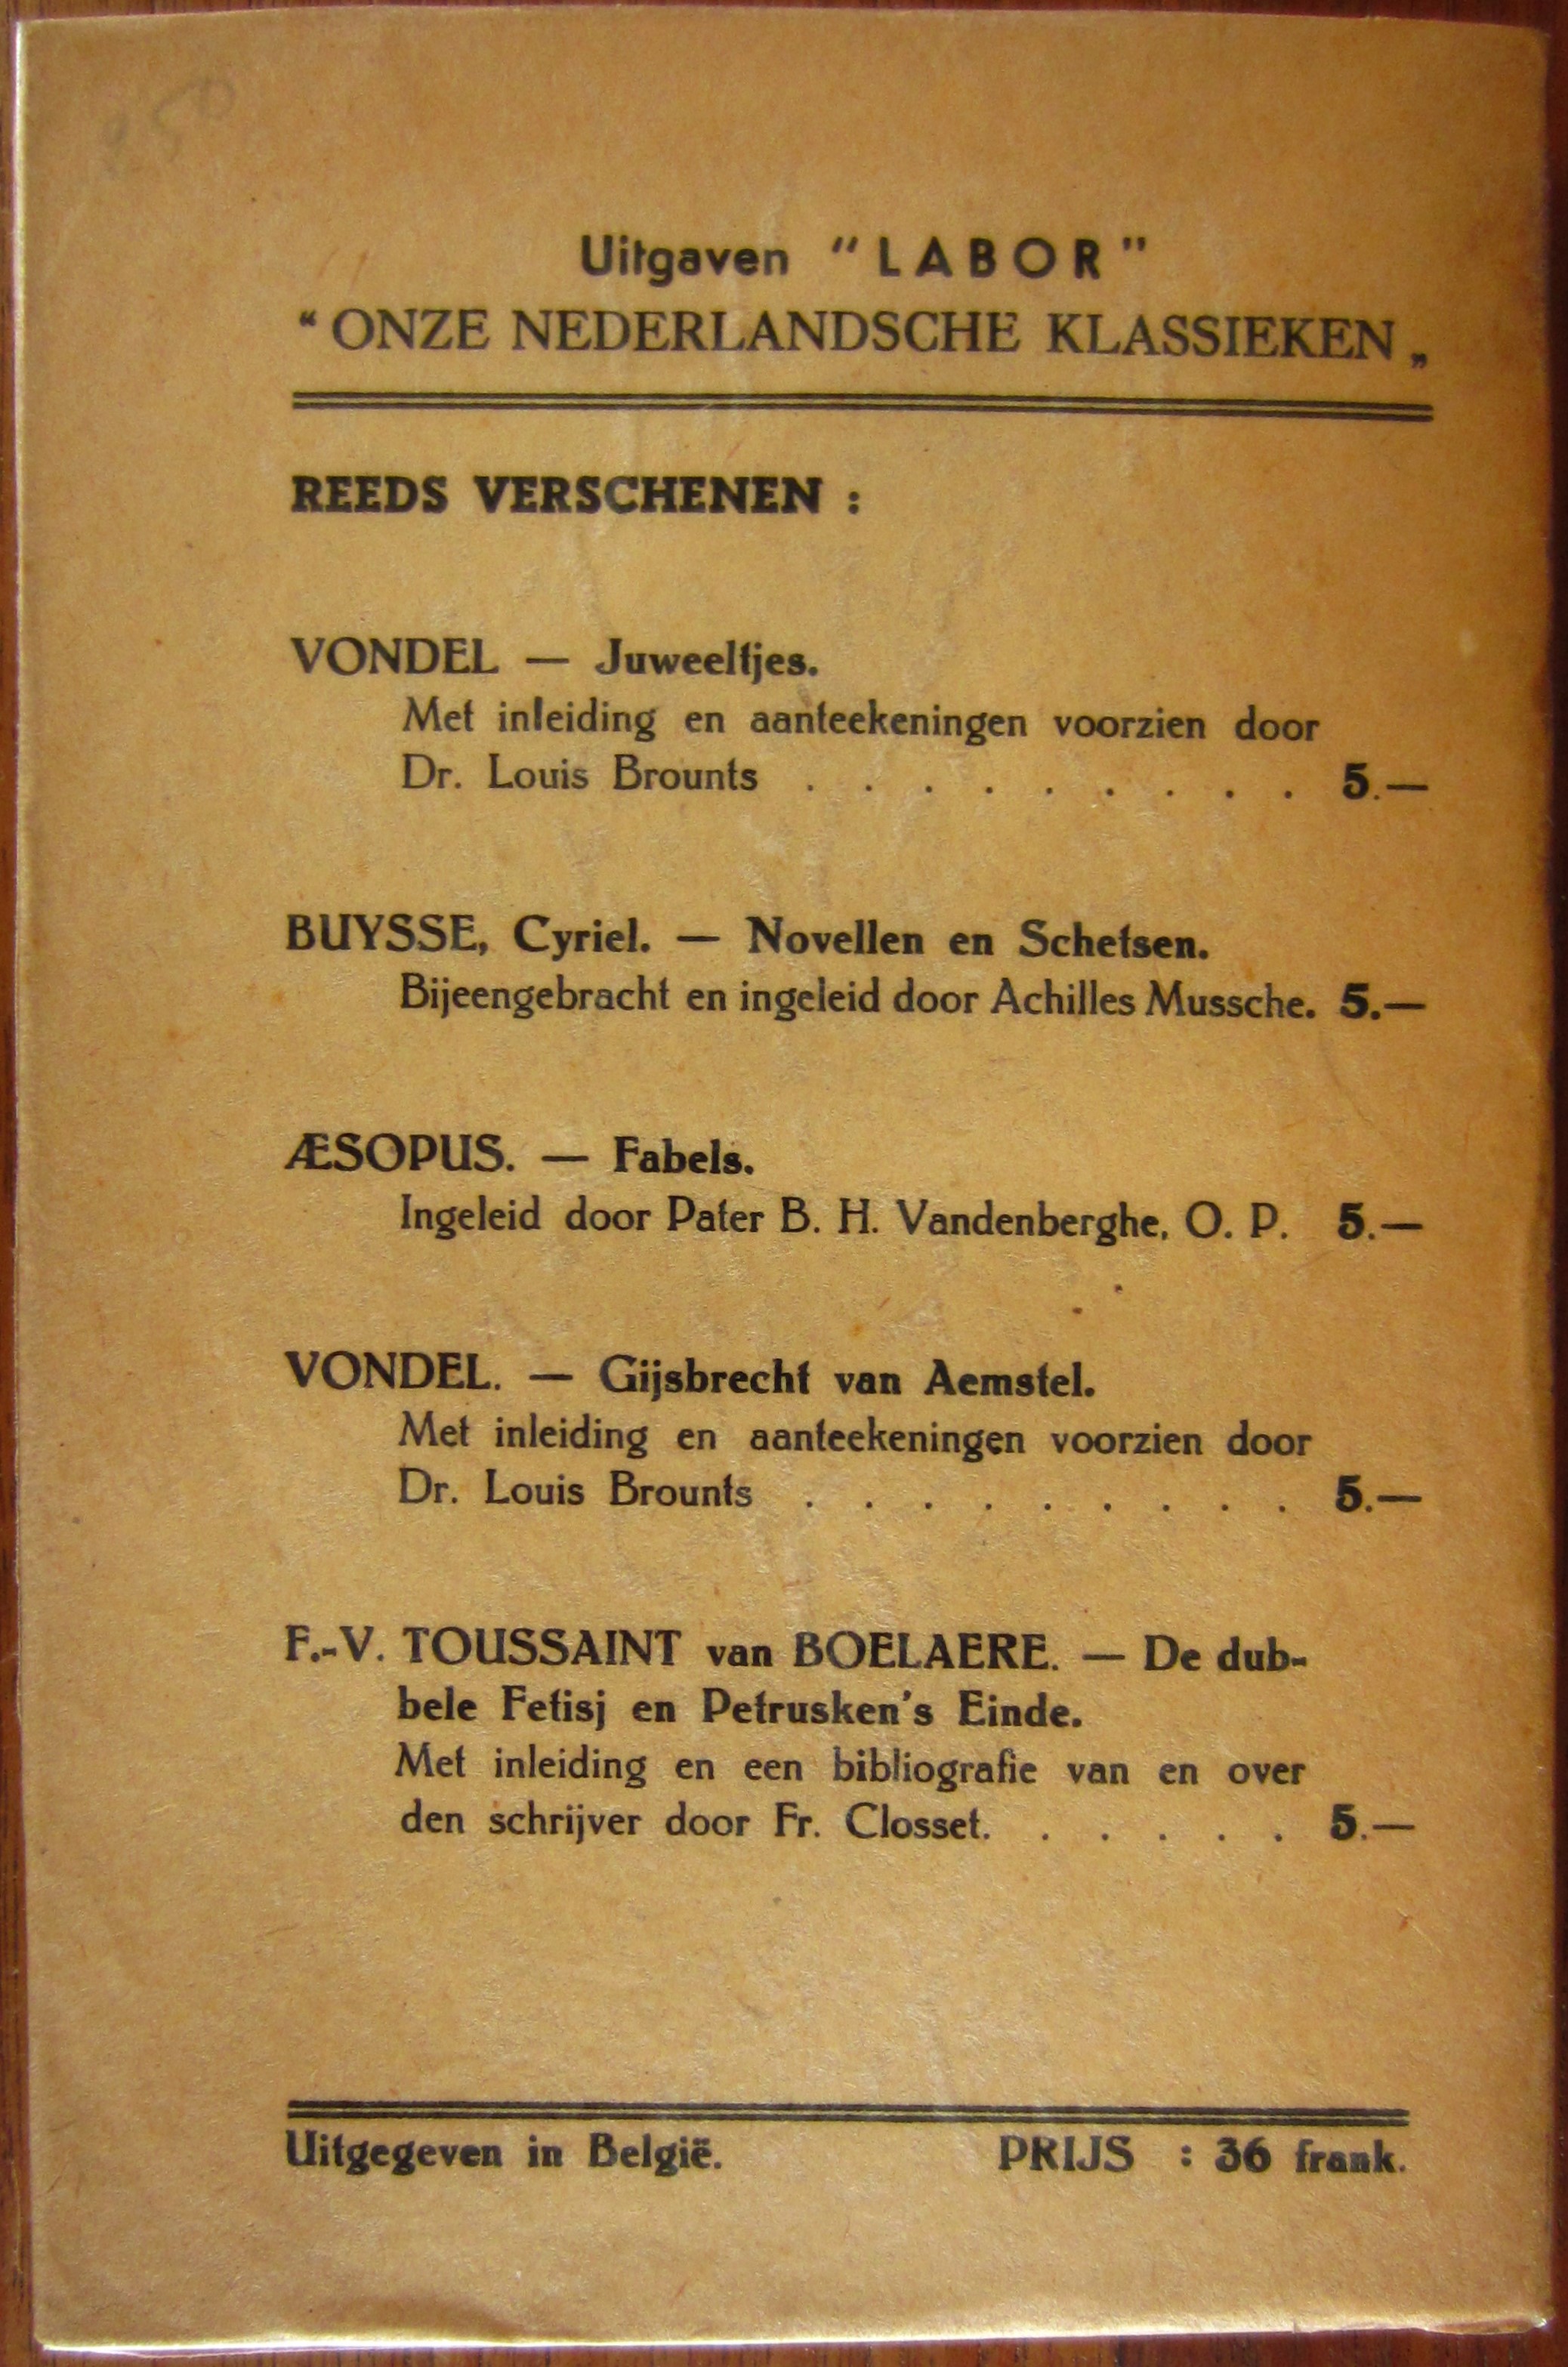 Uitgaven “LABOR”
“ONZE NEDERLANDSCHE KLASSIEKEN„
REEDS VERSCHENEN :
VONDEL — Juweeltjes.
Met inleiding en aanteekeningen voorzien door
Dr. Louis Brounts . . . . . . . . . 5.—
BUYSSE, Cyriel. — Novellen en Schetsen.
Bijeengebracht en ingeleid door Achilles Mussche. 5.—
ÆSOPUS. — Fabels.
Ingeleid door Pater B. H. Vandenberghe, O. P. 5.—
VONDEL. — Gijsbrecht van Aemstel.
Met inleiding en aanteekeningen voorzien door
Dr. Louis Brounts . . . . . . . . . 5.—
F.-V. TOUSSAINT van BOELAERE. — De dub-
bele Fetisj en Petrusken's Einde.
Met inleiding en een bibliografie van en over
den schrijver door Fr. Closset. . . . . . 5.—
Uitgegeven in België. PRIJS : 36 frank.